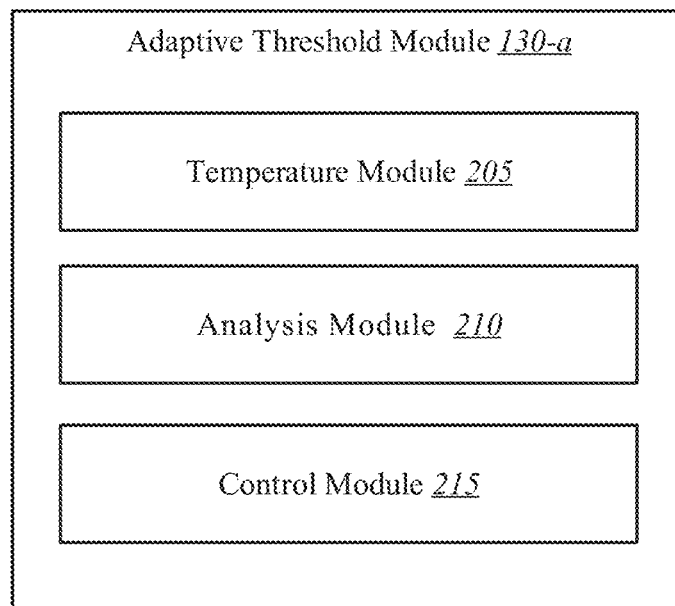 Adaptive Threshold Module 130-a
Temperature Module 205
Analysis Module 210
Control Module 215